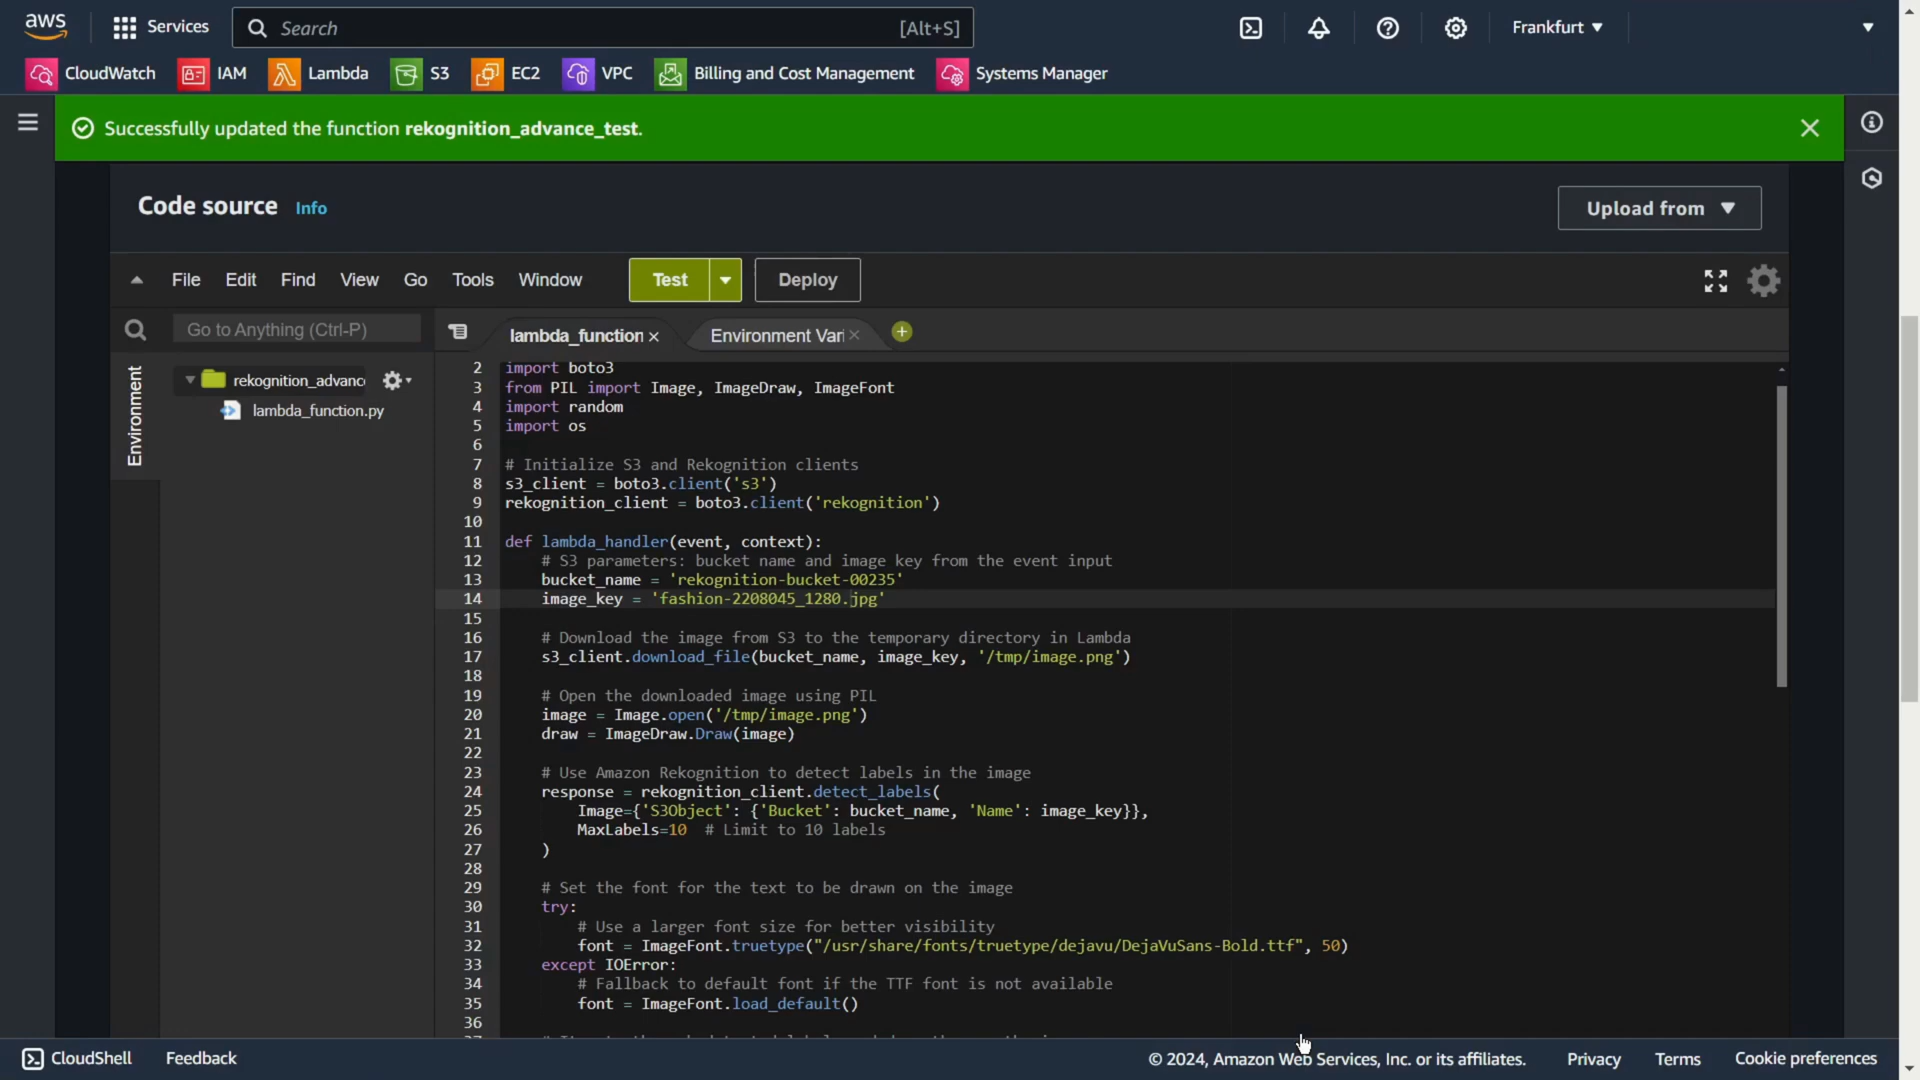 aws
Services
Search
[Alt+S]
Frankfurt
CloudWatch
IAM
Lambda
S3
EC2
VPC
Billing and Cost Management
Systems Manager
Successfully updated the function rekognition_advance_test.
Code source
Info
Upload from
File
Edit
Find
View
Go
Tools
Window
Test
Deploy
Go to Anything (Ctrl-P)
lambda_function
Environment Var
Environment
rekognition_advanc
lambda_function.py
2 import boto3
3 from PIL import Image, ImageDraw, ImageFont
4 import random
5 import os
6
7 # Initialize S3 and Rekognition clients
8 s3_client = boto3.client('s3')
9 rekognition_client = boto3.client('rekognition')
10
11 def lambda_handler(event, context):
12 # S3 parameters: bucket name and image key from the event input
13 bucket_name = 'rekognition-bucket-00235'
14 image_key = 'fashion-2208045_1280.jpg'
15
16 # Download the image from S3 to the temporary directory in Lambda
17 s3_client.download_file(bucket_name, image_key, '/tmp/image.png')
18
19 # Open the downloaded image using PIL
20 image = Image.open('/tmp/image.png')
21 draw = ImageDraw.Draw(image)
22
23 # Use Amazon Rekognition to detect labels in the image
24 response = rekognition_client.detect_labels(
25 Image={'S3Object': {'Bucket': bucket_name, 'Name': image_key}},
26 MaxLabels=10 # Limit to 10 labels
27 )
28
29 # Set the font for the text to be drawn on the image
30 try:
31 # Use a larger font size for better visibility
32 font = ImageFont.truetype("/usr/share/fonts/truetype/dejavu/DejaVuSans-Bold.ttf", 50)
33 except IOError:
34 # Fallback to default font if the TTF font is not available
35 font = ImageFont.load_default()
36
CloudShell
Feedback
© 2024, Amazon Web Services, Inc. or its affiliates.
Privacy
Terms
Cookie preferences